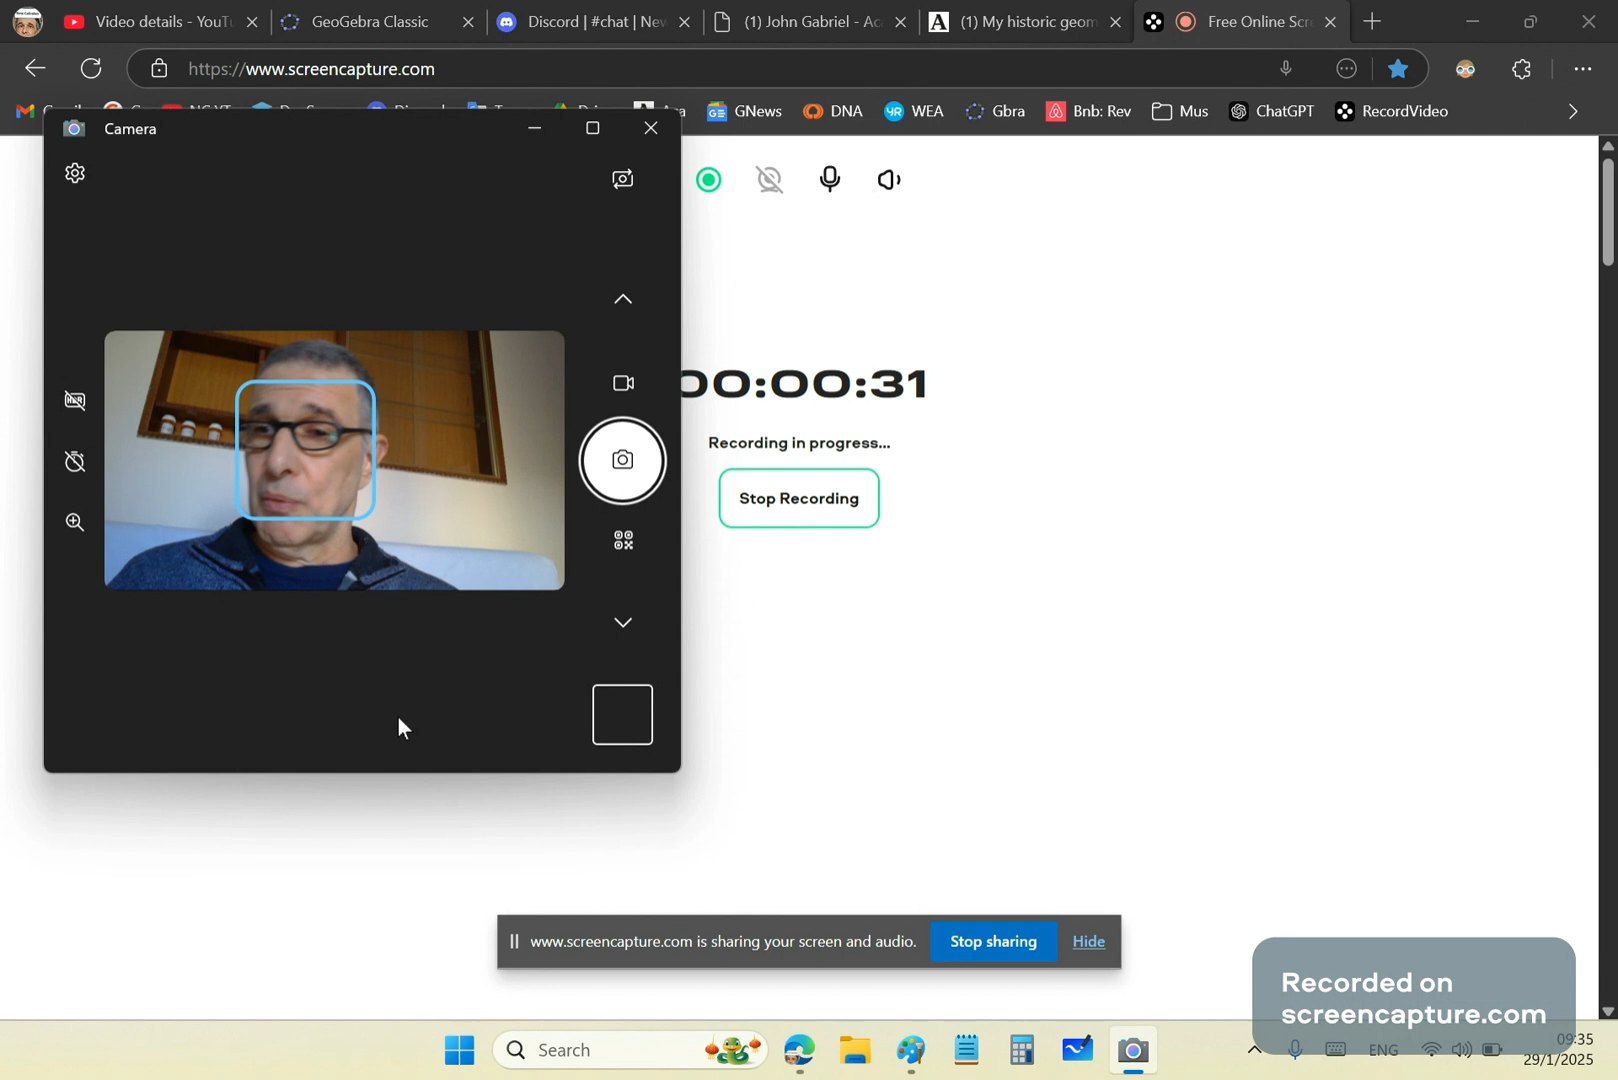 Video details - YouTu
GeoGebra Classic
Discord | #chat | New
(1) John Gabriel - Aca
(1) My historic geom
Free Online Scr
https://www.screencapture.com
GNews
DNA
WEA
Gbra
Bnb: Rev
Mus
ChatGPT
RecordVideo
Camera
00:00:31
Recording in progress...
Stop Recording
www.screencapture.com is sharing your screen and audio.
Stop sharing
Hide
Recorded on
screencapture.com
Search
ENG
09:35
29/1/2025